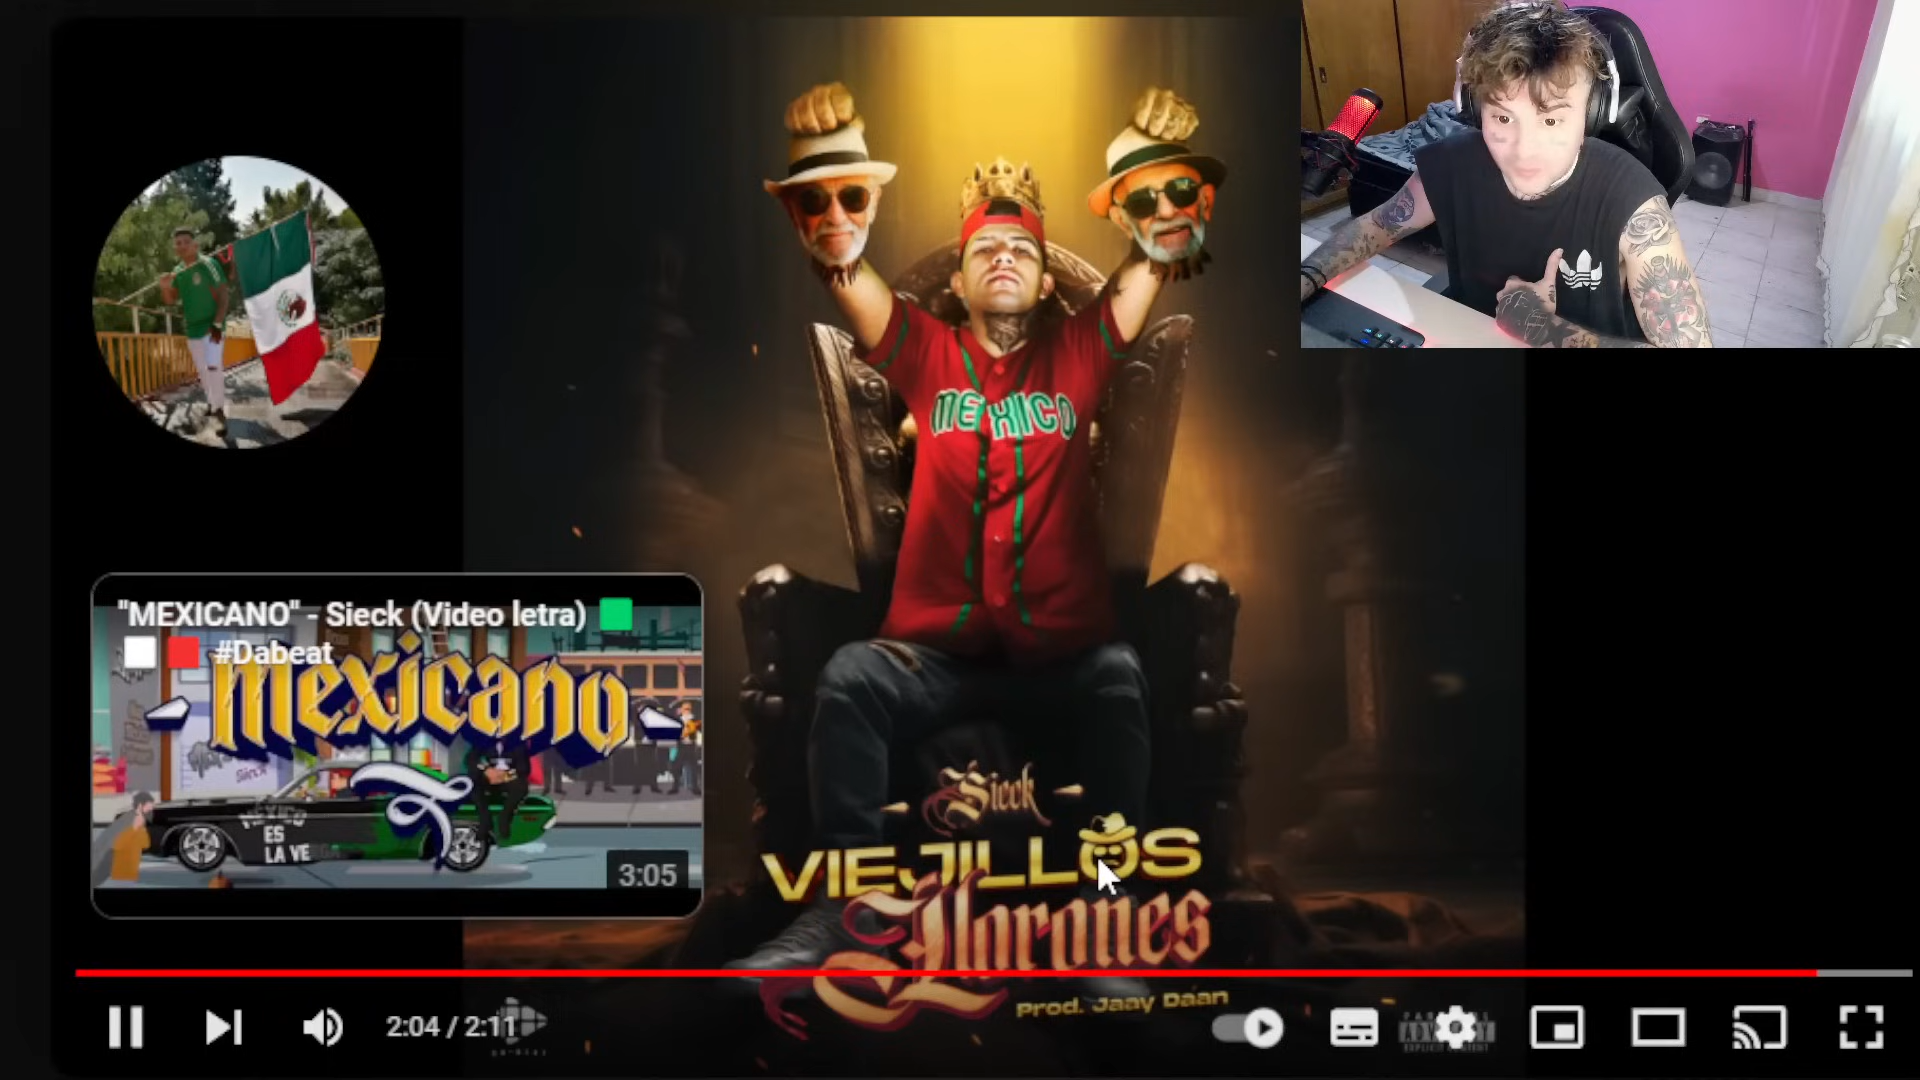 MEXICO
"MEXICANO" - Sieck (Video letra)
#Dabeat
Mexicano
Sieck
MEXICO
ES
LA VE
3:05
Sieck
VIEJILLOS
Llorones
Prod. Jaay Daan
2:04 / 2:11